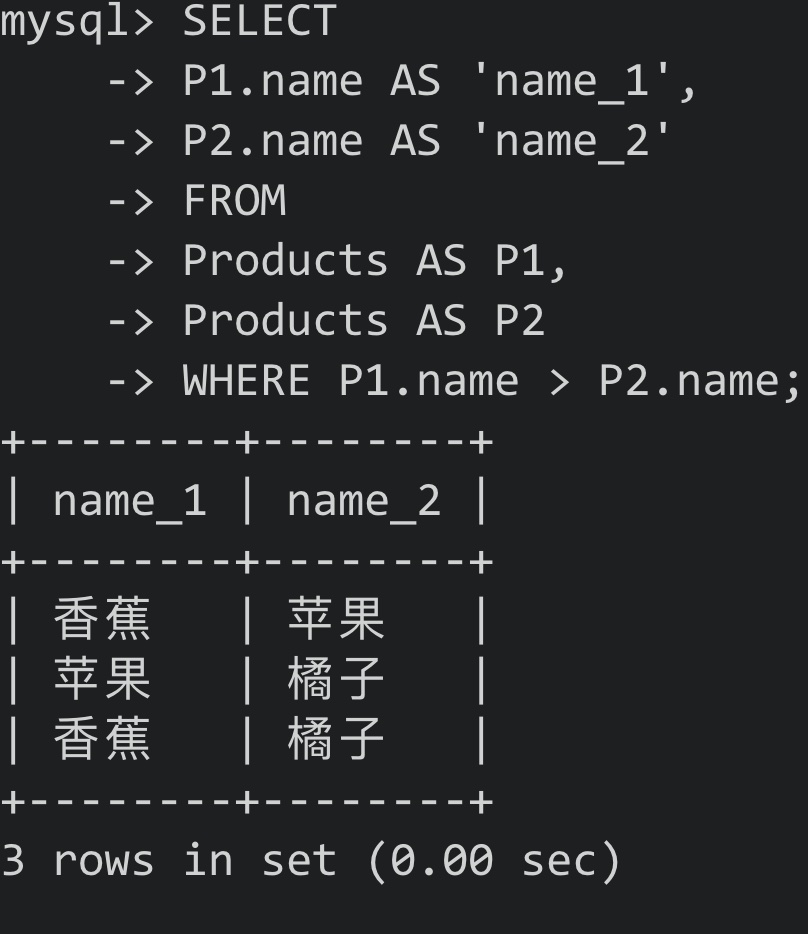 mysql> SELECT
    -> P1.name AS 'name_1',
    -> P2.name AS 'name_2'
    -> FROM
    -> Products AS P1,
    -> Products AS P2
    -> WHERE P1.name > P2.name;
+--------+--------+
| name_1 | name_2 |
+--------+--------+
| 香蕉   | 苹果   |
| 苹果   | 橘子   |
| 香蕉   | 橘子   |
+--------+--------+
3 rows in set (0.00 sec)